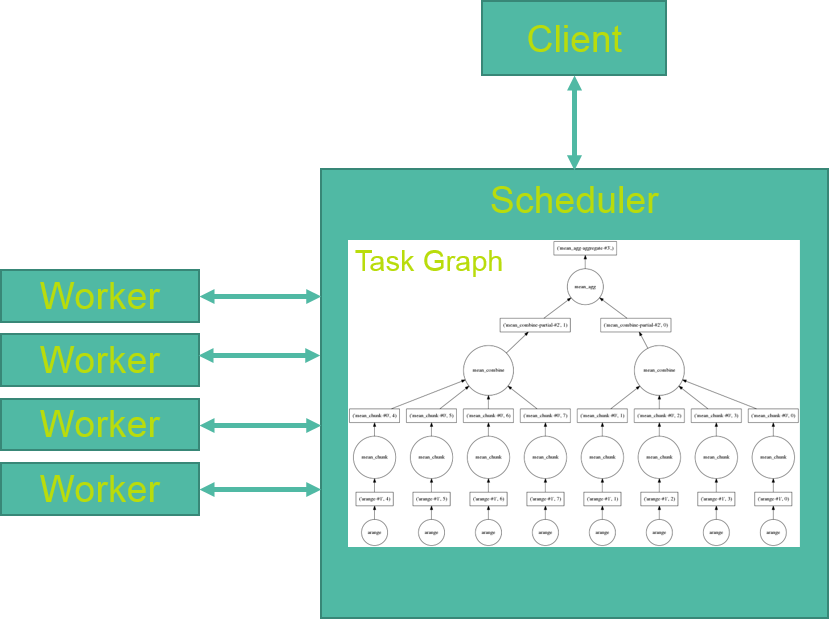 Client
Scheduler
Task Graph
('mean_agg-aggregate-#3',)
mean_agg
('mean_combine-partial-#2', 1)
('mean_combine-partial-#2', 0)
mean_combine
mean_combine
('mean_chunk-#0', 4)
('mean_chunk-#0', 5)
('mean_chunk-#0', 6)
('mean_chunk-#0', 7)
('mean_chunk-#0', 1)
('mean_chunk-#0', 2)
('mean_chunk-#0', 3)
('mean_chunk-#0', 0)
mean_chunk
mean_chunk
mean_chunk
mean_chunk
mean_chunk
mean_chunk
mean_chunk
mean_chunk
('arange-#1', 4)
('arange-#1', 5)
('arange-#1', 6)
('arange-#1', 7)
('arange-#1', 1)
('arange-#1', 2)
('arange-#1', 3)
('arange-#1', 0)
arange
arange
arange
arange
arange
arange
arange
arange
Worker
Worker
Worker
Worker